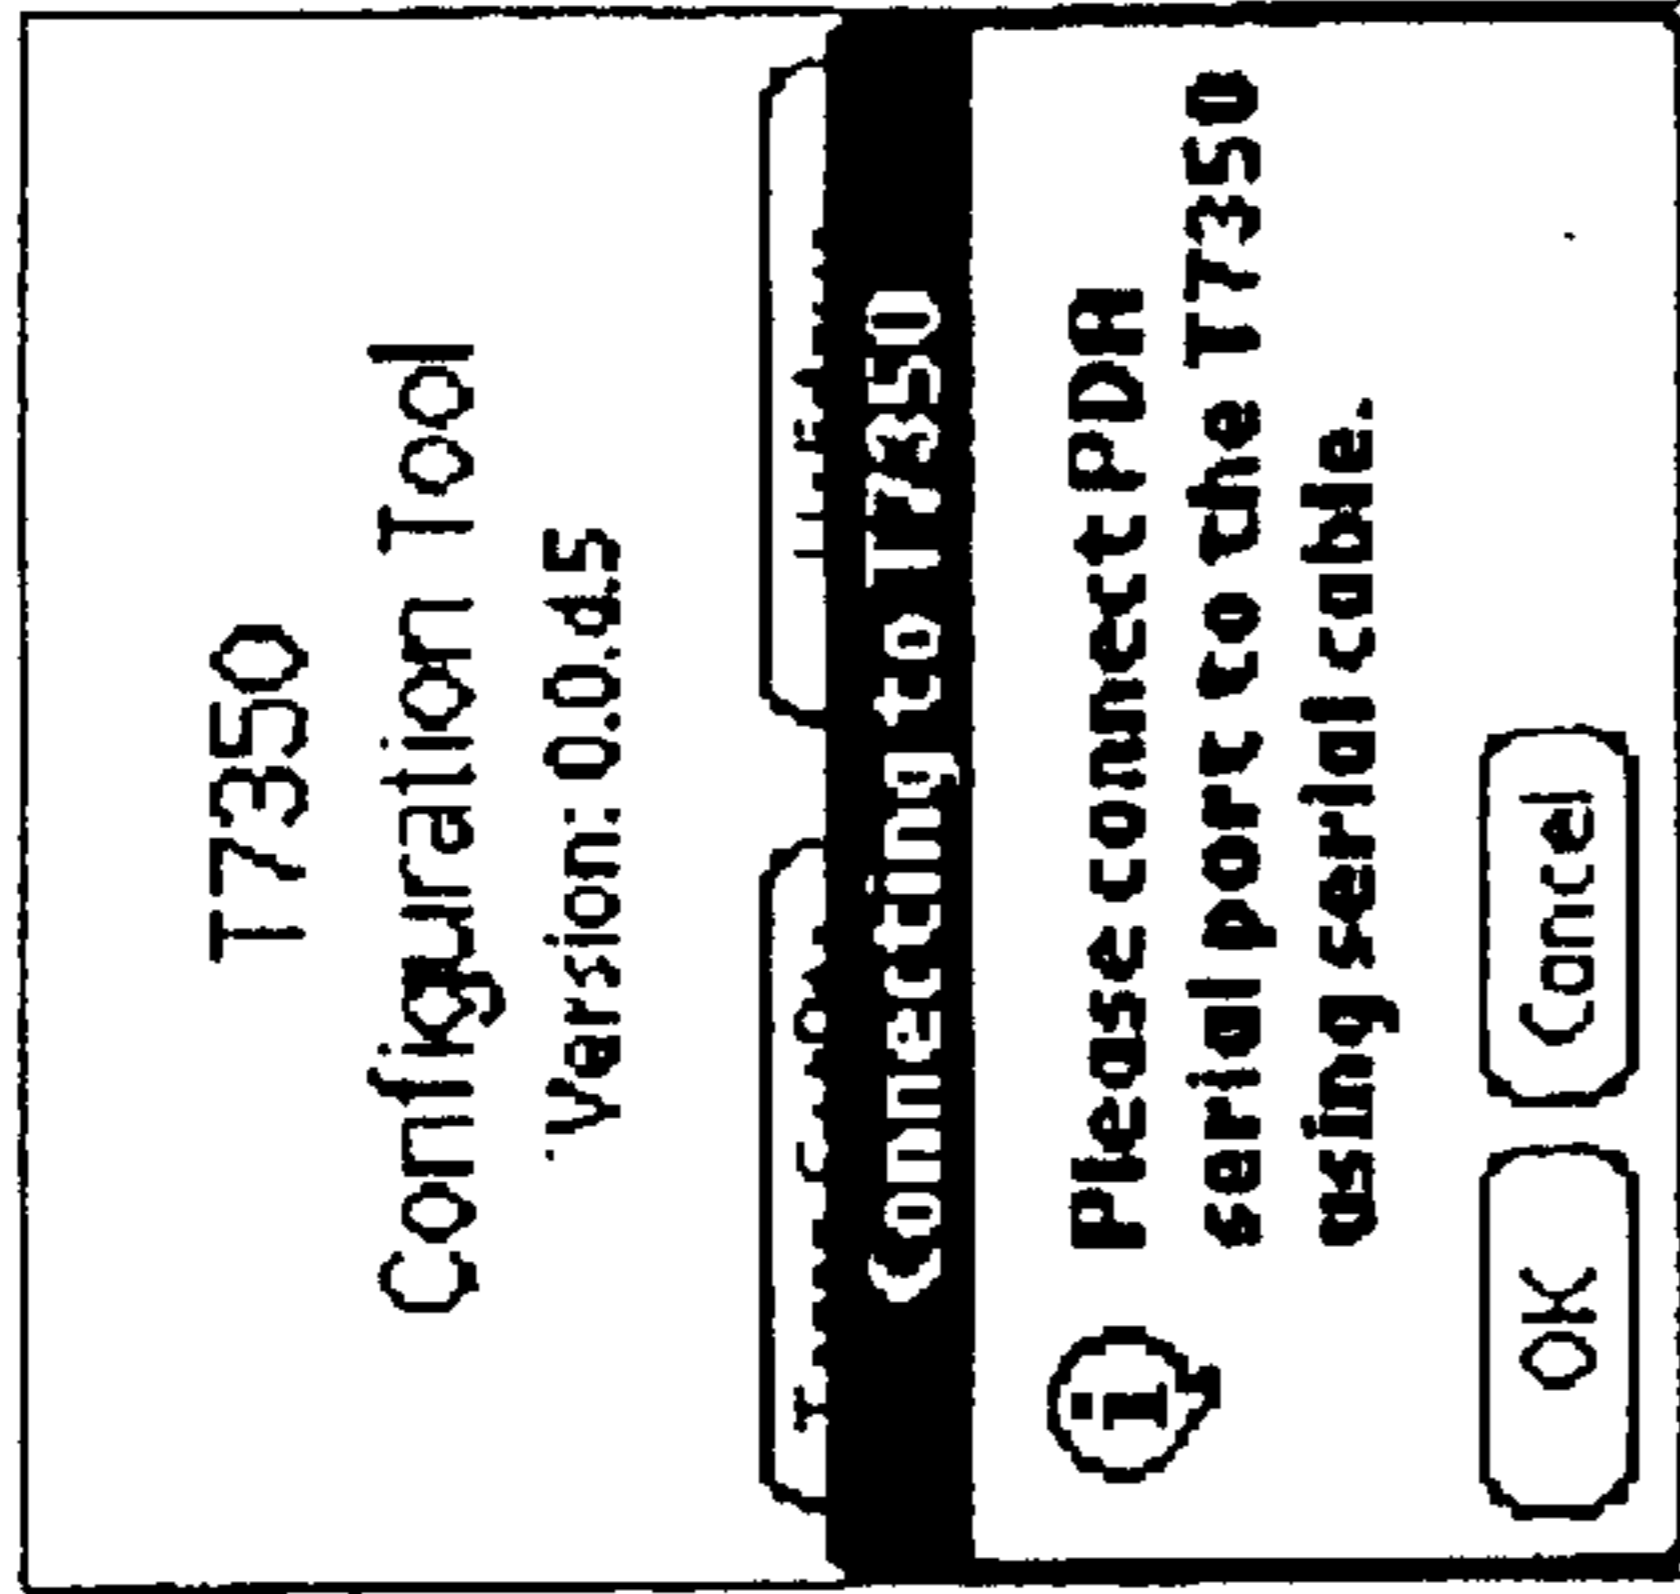 T7350
Configuration Tool
Version: 0.0.d.5
Connecting to T7350
Please connect PDA
serial port to the T7350
using serial cable.
OK
Cancel